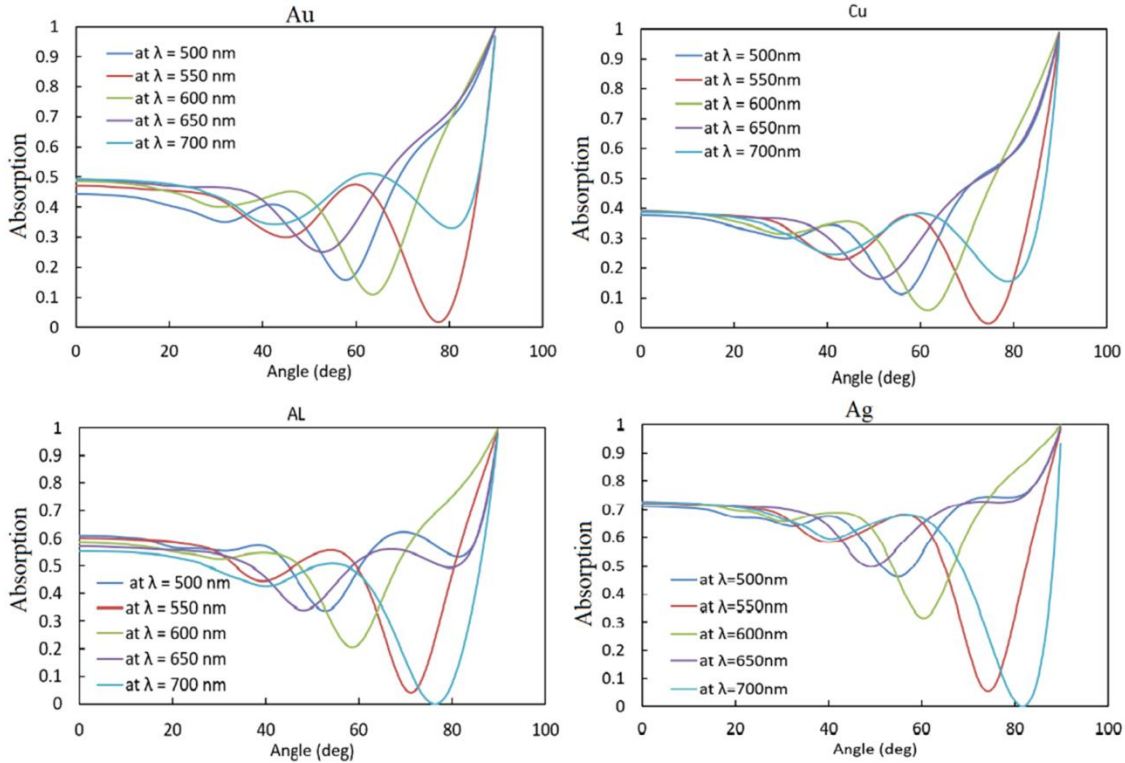 Au
1
0.9
0.8
0.7
0.6
0.5
0.4
0.3
0.2
0.1
0
at λ = 500 nm
at λ = 550 nm
at λ = 600 nm
at λ = 650 nm
at λ = 700 nm
Absorption
0 20 40 60 80 100
Angle (deg)
Cu
1
0.9
0.8
0.7
0.6
0.5
0.4
0.3
0.2
0.1
0
at λ = 500nm
at λ = 550nm
at λ = 600nm
at λ = 650nm
at λ = 700nm
Absorption
0 20 40 60 80 100
Angle (deg)
AL
1
0.9
0.8
0.7
0.6
0.5
0.4
0.3
0.2
0.1
0
at λ = 500 nm
at λ = 550 nm
at λ = 600 nm
at λ = 650 nm
at λ = 700 nm
Absorption
0 20 40 60 80 100
Angle (deg)
Ag
1
0.9
0.8
0.7
0.6
0.5
0.4
0.3
0.2
0.1
0
at λ=500nm
at λ=550nm
at λ=600nm
at λ=650nm
at λ=700nm
Absorption
0 20 40 60 80 100
Angle (deg)